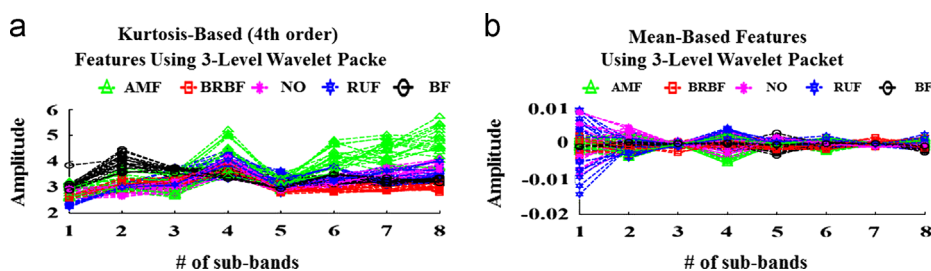 a
Kurtosis-Based (4th order)
Features Using 3-Level Wavelet Packe
AMF BRBF NO RUF BF
Amplitude
6
5
4
3
2
1 2 3 4 5 6 7 8
# of sub-bands
b
Mean-Based Features
Using 3-Level Wavelet Packet
AMF BRBF NO RUF BF
Amplitude
0.01
0
-0.01
-0.02
1 2 3 4 5 6 7 8
# of sub-bands